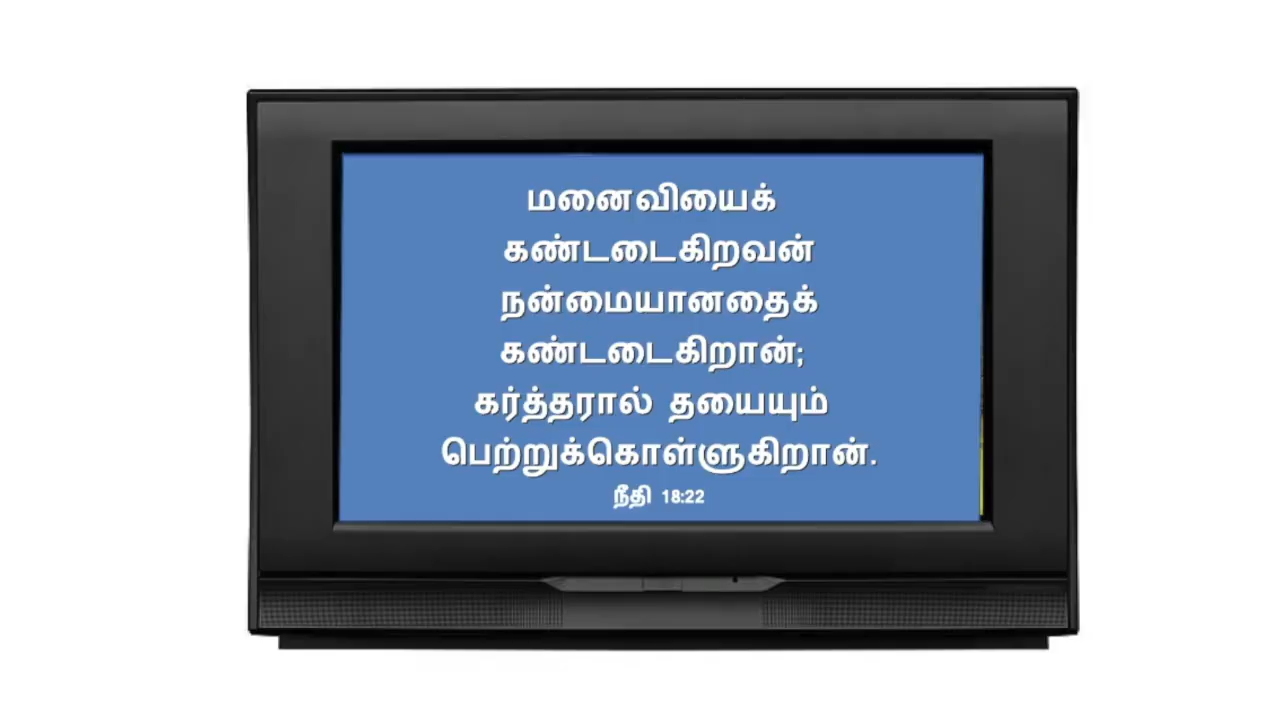 மனைவியைக்
கண்டடைகிறவன்
நன்மையானதைக்
கண்டடைகிறான்;
கர்த்தரால் தயையும்
பெற்றுக்கொள்ளுகிறான்.
நீதி 18:22